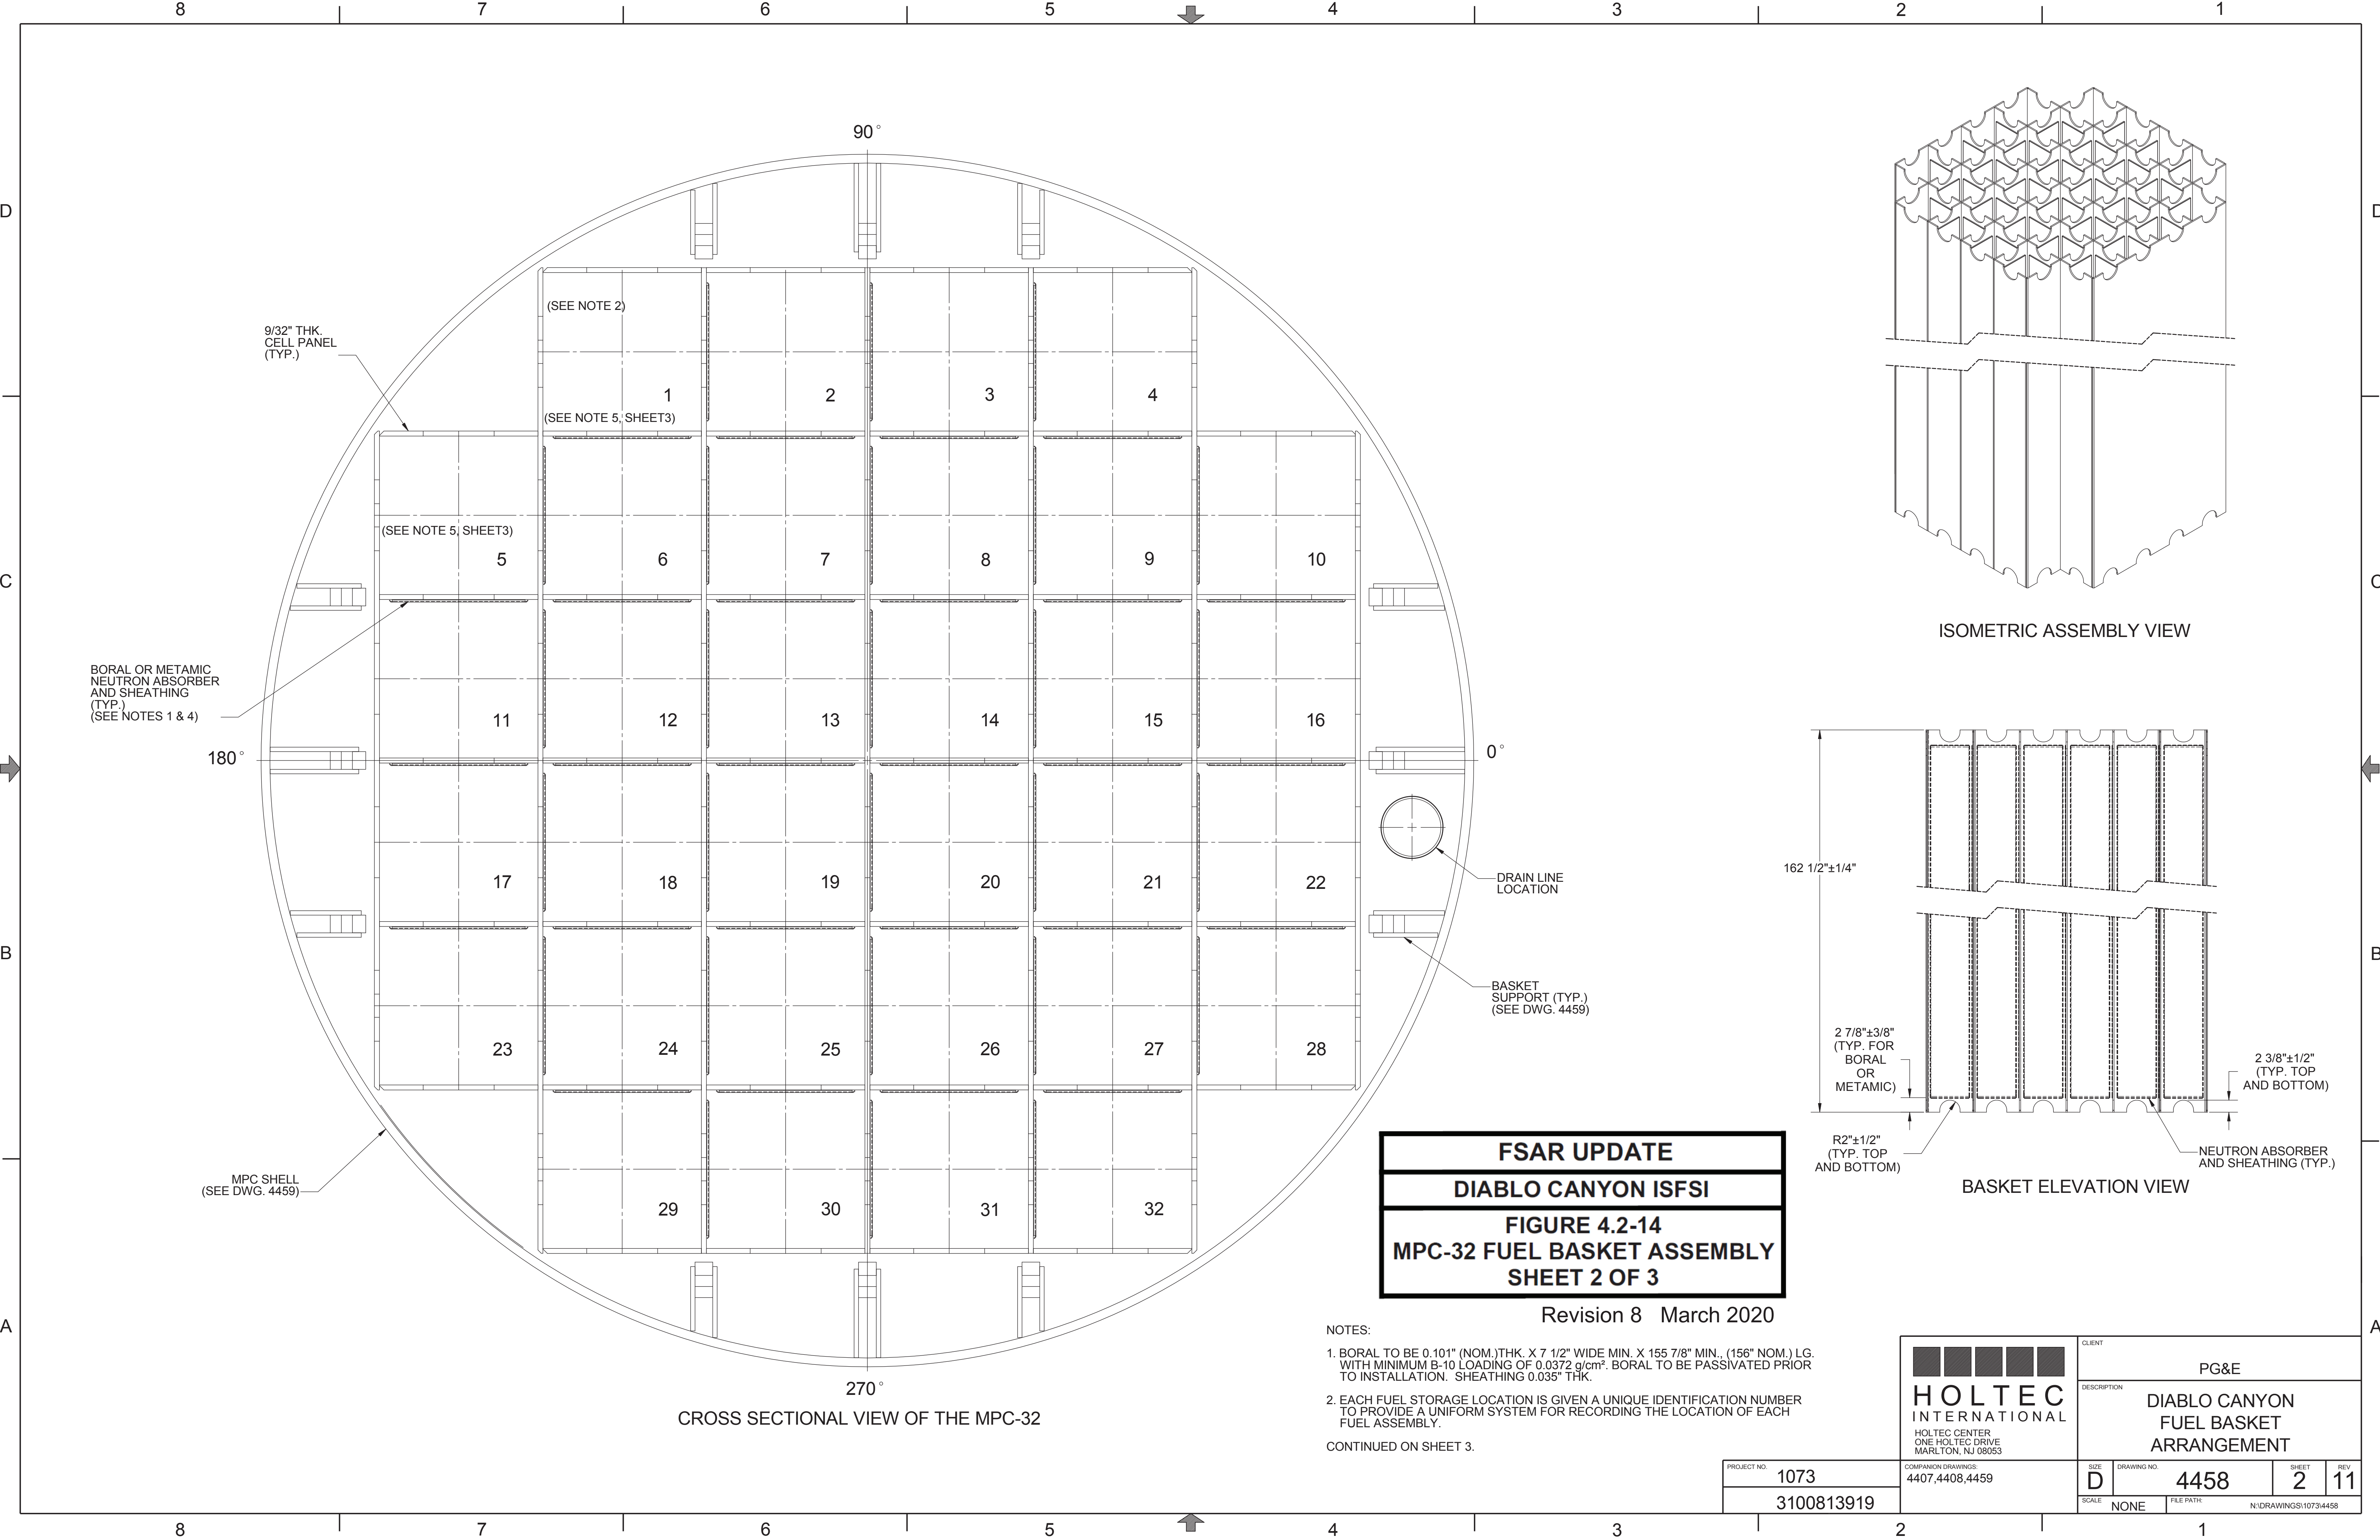 8 7 6 5 4 3 2 1
D
D
C
C
B
B
A
A
90°
(SEE NOTE 2)
9/32" THK.
CELL PANEL
(TYP.)
1 2 3 4
(SEE NOTE 5, SHEET3)
(SEE NOTE 5, SHEET3)
5 6 7 8 9 10
BORAL OR METAMIC
NEUTRON ABSORBER
AND SHEATHING
(TYP.)
(SEE NOTES 1 & 4)
11 12 13 14 15 16
180°
0°
17 18 19 20 21 22
DRAIN LINE
LOCATION
BASKET
SUPPORT (TYP.)
(SEE DWG. 4459)
23 24 25 26 27 28
MPC SHELL
(SEE DWG. 4459)
29 30 31 32
270°
CROSS SECTIONAL VIEW OF THE MPC-32
ISOMETRIC ASSEMBLY VIEW
162 1/2"±1/4"
2 7/8"±3/8"
(TYP. FOR
BORAL
OR
METAMIC)
2 3/8"±1/2"
(TYP. TOP
AND BOTTOM)
R2"±1/2"
(TYP. TOP
AND BOTTOM)
NEUTRON ABSORBER
AND SHEATHING (TYP.)
BASKET ELEVATION VIEW
FSAR UPDATE
DIABLO CANYON ISFSI
FIGURE 4.2-14
MPC-32 FUEL BASKET ASSEMBLY
SHEET 2 OF 3
Revision 8 March 2020
NOTES:
1. BORAL TO BE 0.101" (NOM.)THK. X 7 1/2" WIDE MIN. X 155 7/8" MIN., (156" NOM.) LG.
WITH MINIMUM B-10 LOADING OF 0.0372 g/cm². BORAL TO BE PASSIVATED PRIOR
TO INSTALLATION. SHEATHING 0.035" THK.
2. EACH FUEL STORAGE LOCATION IS GIVEN A UNIQUE IDENTIFICATION NUMBER
TO PROVIDE A UNIFORM SYSTEM FOR RECORDING THE LOCATION OF EACH
FUEL ASSEMBLY.
CONTINUED ON SHEET 3.
HOLTEC
INTERNATIONAL
HOLTEC CENTER
ONE HOLTEC DRIVE
MARLTON, NJ 08053
CLIENT
PG&E
DESCRIPTION
DIABLO CANYON
FUEL BASKET
ARRANGEMENT
PROJECT NO. 1073
3100813919
COMPANION DRAWINGS:
4407,4408,4459
SIZE D
DRAWING NO. 4458
SHEET 2
REV 11
SCALE NONE
FILE PATH: N:\DRAWINGS\1073\4458
8 7 6 5 4 3 2 1